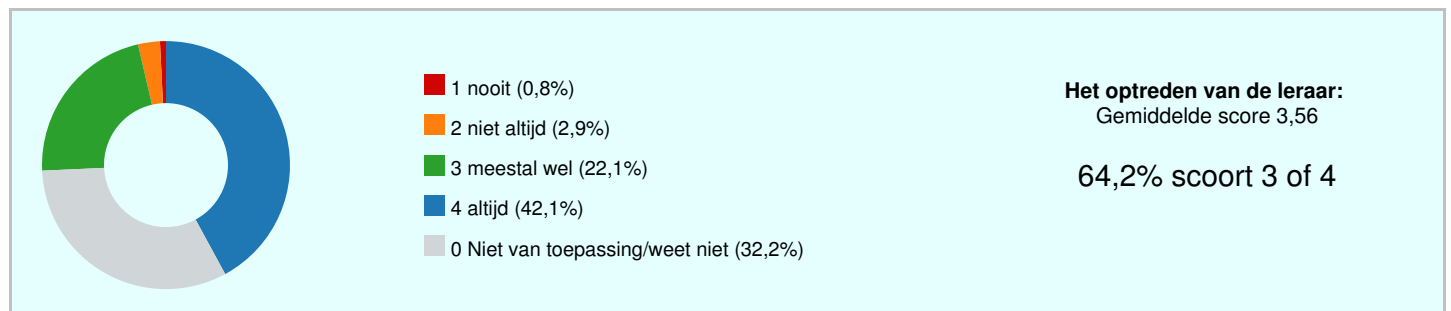 1 nooit (0,8%)
2 niet altijd (2,9%)
3 meestal wel (22,1%)
4 altijd (42,1%)
0 Niet van toepassing/weet niet (32,2%)
Het optreden van de leraar:
Gemiddelde score 3,56
64,2% scoort 3 of 4